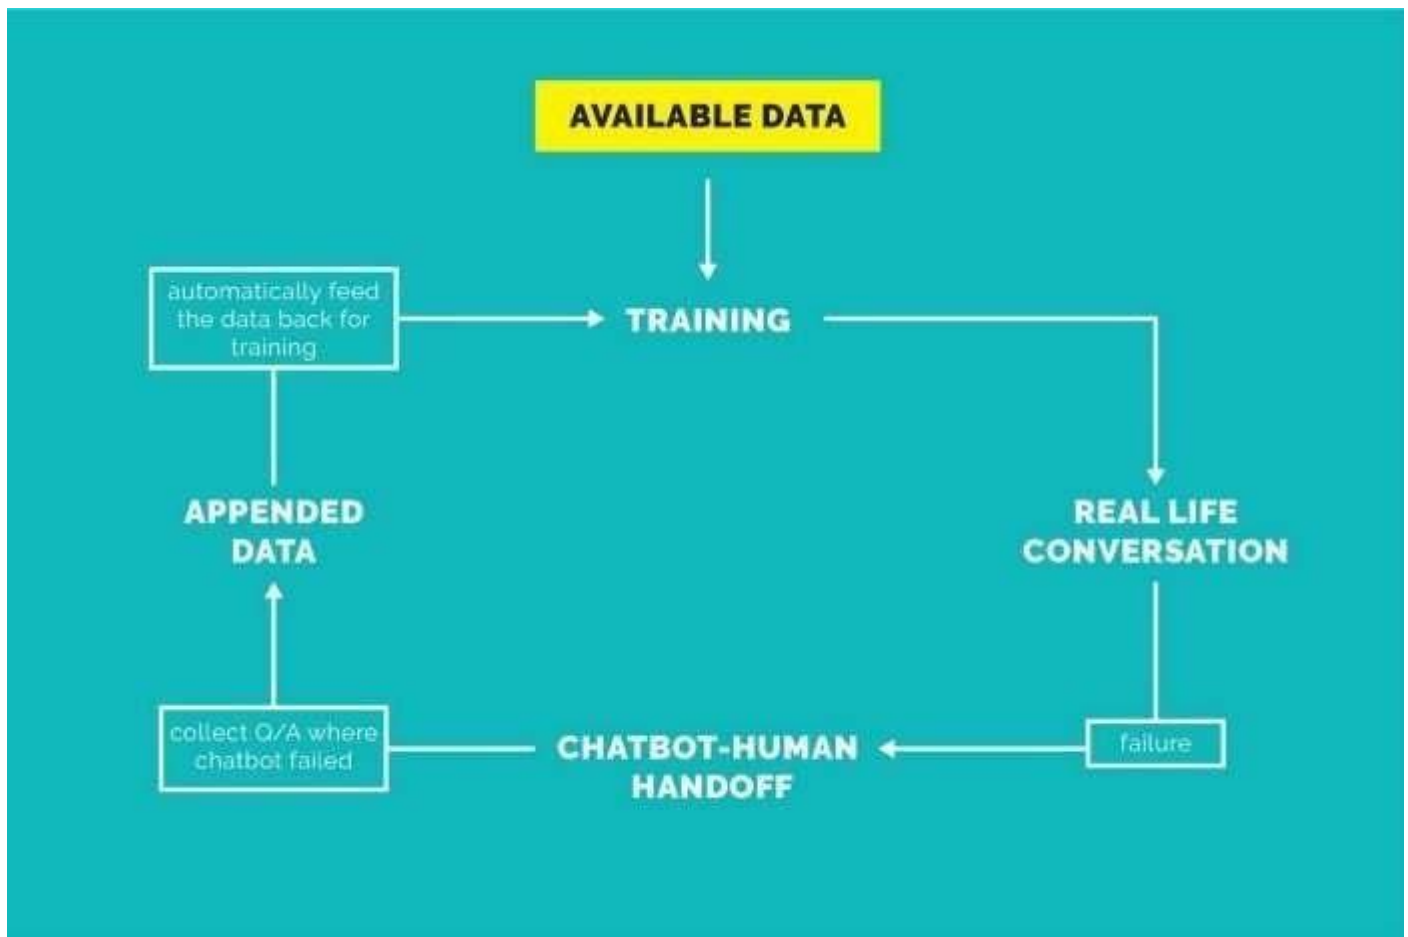 AVAILABLE DATA
automatically feed
the data back for
training
TRAINING
APPENDED
DATA
REAL LIFE
CONVERSATION
collect Q/A where
chatbot failed
CHATBOT-HUMAN
HANDOFF
failure